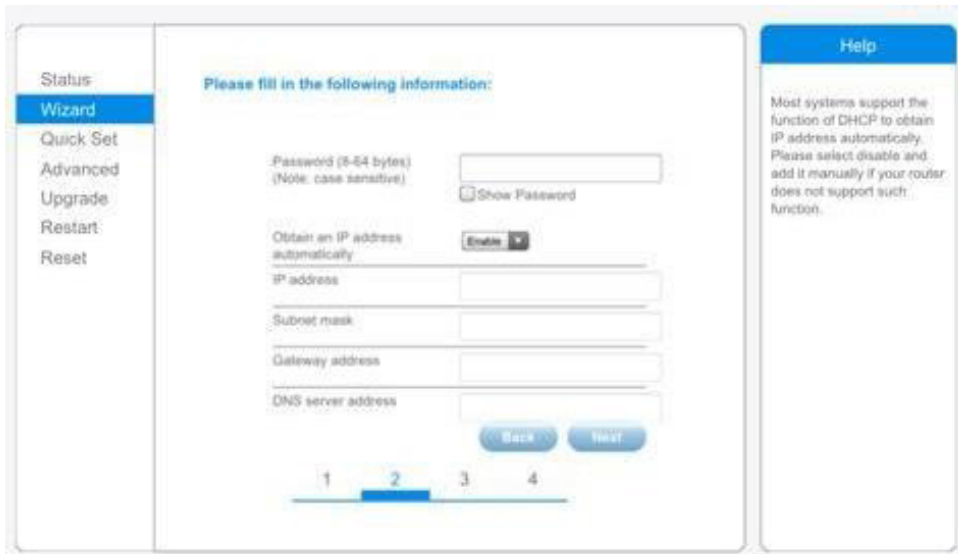 Status
Wizard
Quick Set
Advanced
Upgrade
Restart
Reset
Please fill in the following information:
Password (8-64 bytes)
(Note: case sensitive)
Show Password
Obtain an IP address
automatically
Enable
IP address
Subnet mask
Gateway address
DNS server address
Back
Next
1 2 3 4
Help
Most systems support the
function of DHCP to obtain
IP address automatically.
Please select disable and
add it manually if your router
does not support such
function.